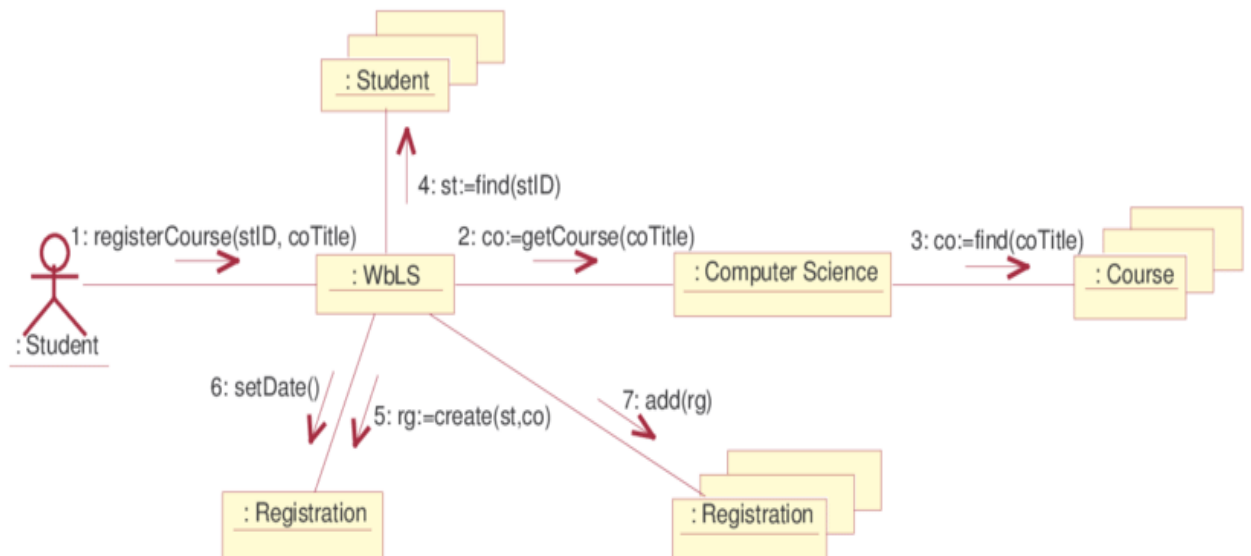 : Student
4: st:=find(stID)
1: registerCourse(stID, coTitle)
2: co:=getCourse(coTitle)
3: co:=find(coTitle)
: WbLS
: Computer Science
: Course
: Student
6: setDate()
5: rg:=create(st,co)
7: add(rg)
: Registration
: Registration